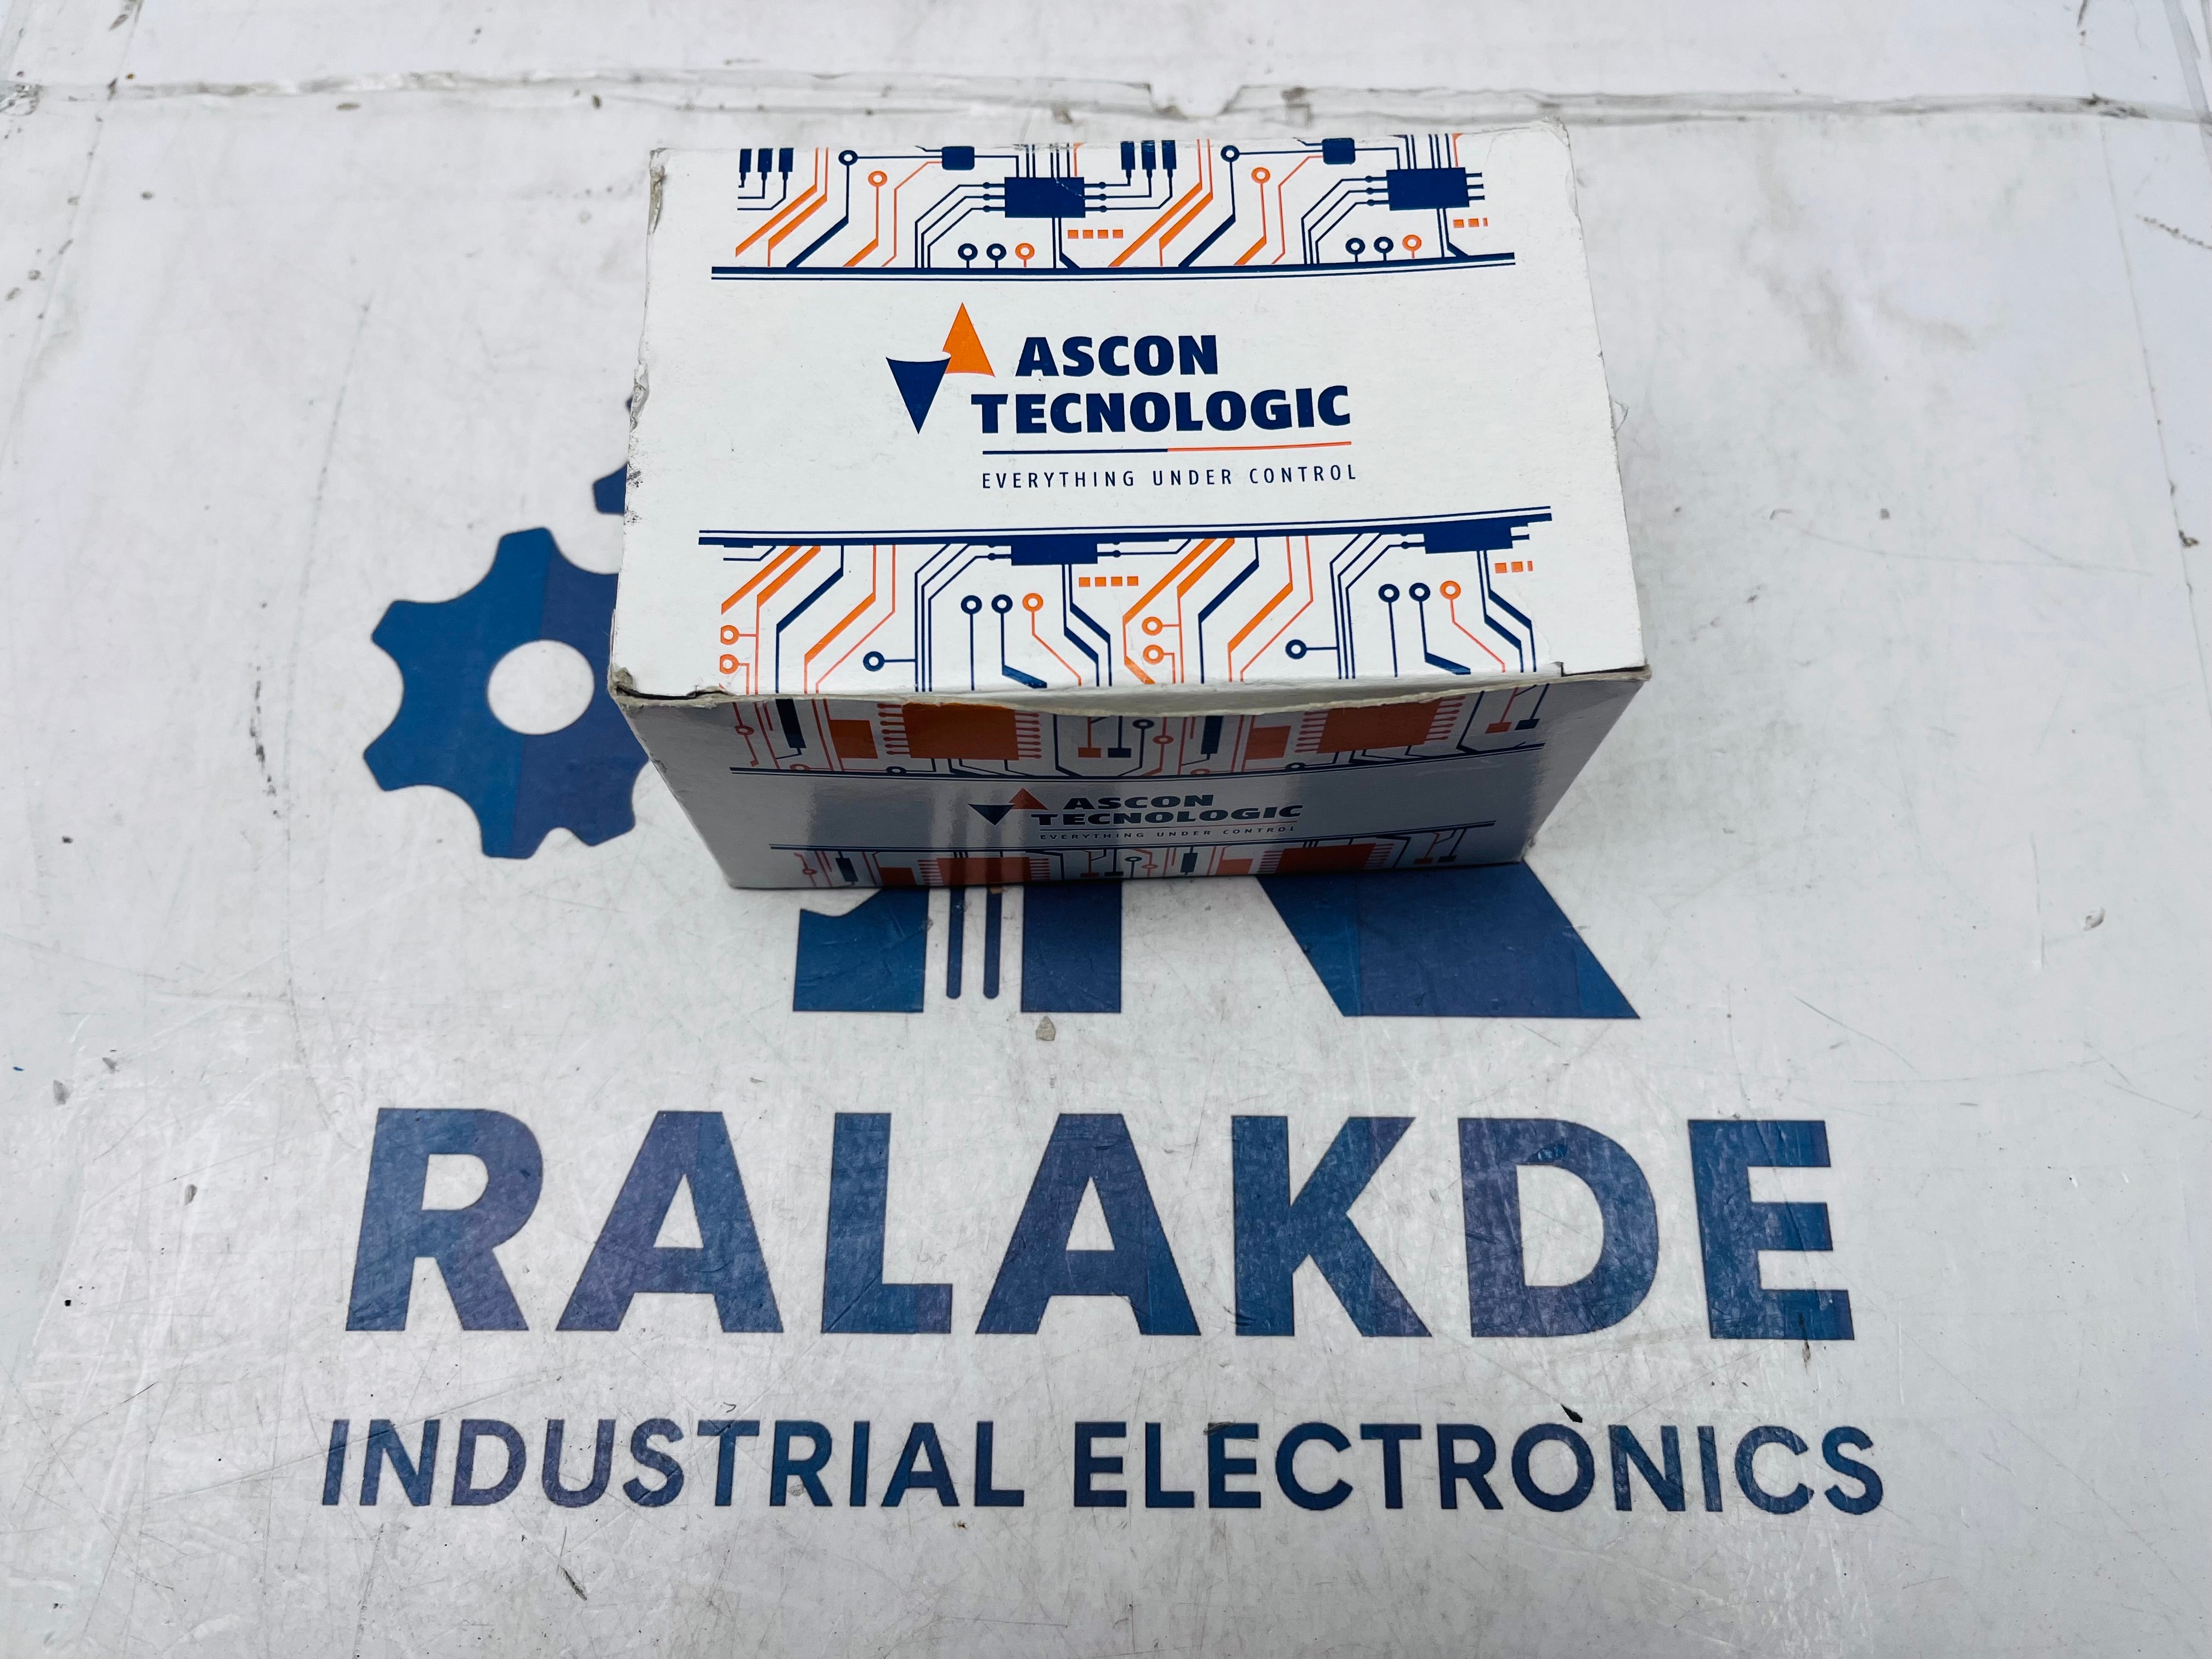 ASCON
TECNOLOGIC
EVERYTHING UNDER CONTROL
ASCON
TECNOLOGIC
EVERYTHING UNDER CONTROL
RALAKDE
INDUSTRIAL ELECTRONICS